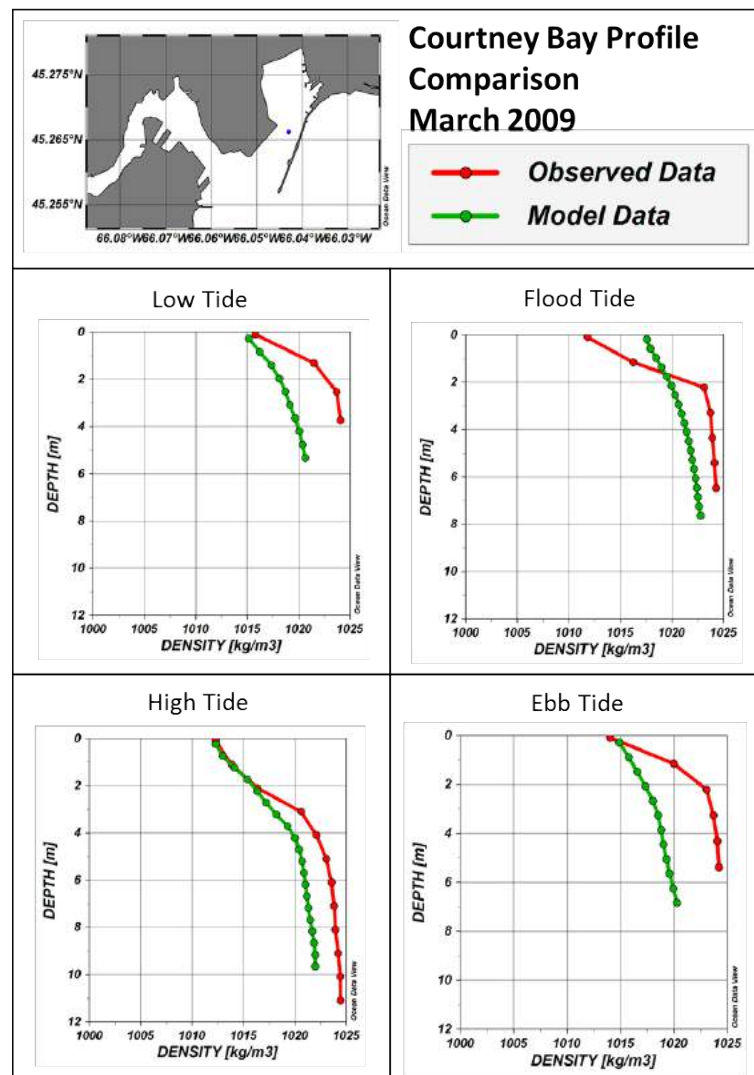 Courtney Bay Profile
Comparison
March 2009
45.275°N
45.265°N
45.255°N
66.08°W 66.07°W 66.06°W 66.05°W 66.04°W 66.03°W
Ocean Data View
Observed Data
Model Data
Low Tide
0
2
4
6
8
10
12
DEPTH [m]
1000 1005 1010 1015 1020 1025
DENSITY [kg/m3]
Ocean Data View
Flood Tide
0
2
4
6
8
10
12
DEPTH [m]
1000 1005 1010 1015 1020 1025
DENSITY [kg/m3]
Ocean Data View
High Tide
0
2
4
6
8
10
12
DEPTH [m]
1000 1005 1010 1015 1020 1025
DENSITY [kg/m3]
Ocean Data View
Ebb Tide
0
2
4
6
8
10
12
DEPTH [m]
1000 1005 1010 1015 1020 1025
DENSITY [kg/m3]
Ocean Data View